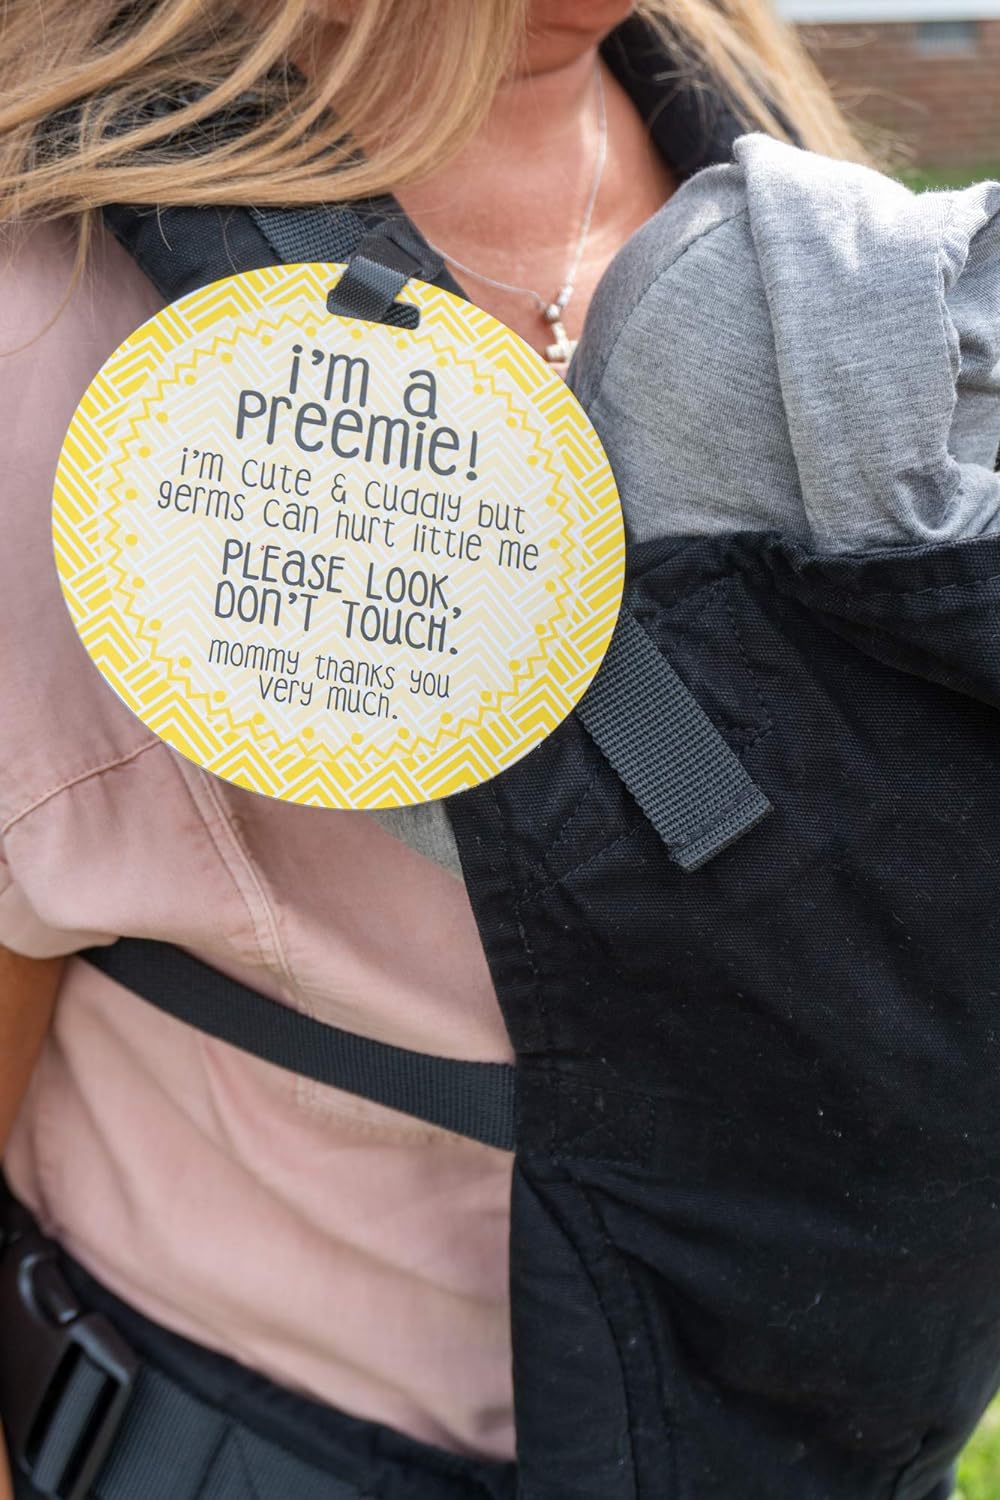 i'm a
Preemie!
i'm cute & cuddly but
germs can hurt little me
PLEASE LOOK,
DON'T TOUCH.
mommy thanks you
very much.